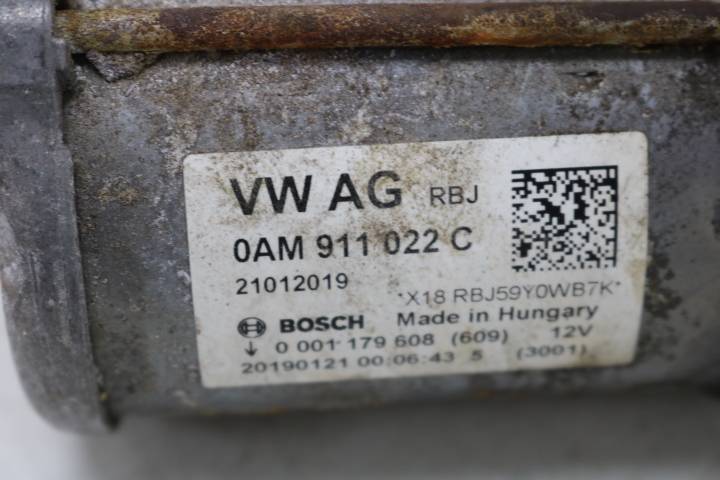 VW AG RBJ
0AM 911 022 C
21012019
*X18 RBJ59Y0WB7K*
BOSCH Made in Hungary
↓ 0 001 179 608 (609) 12V
20190121 00:06:43 5 (3001)